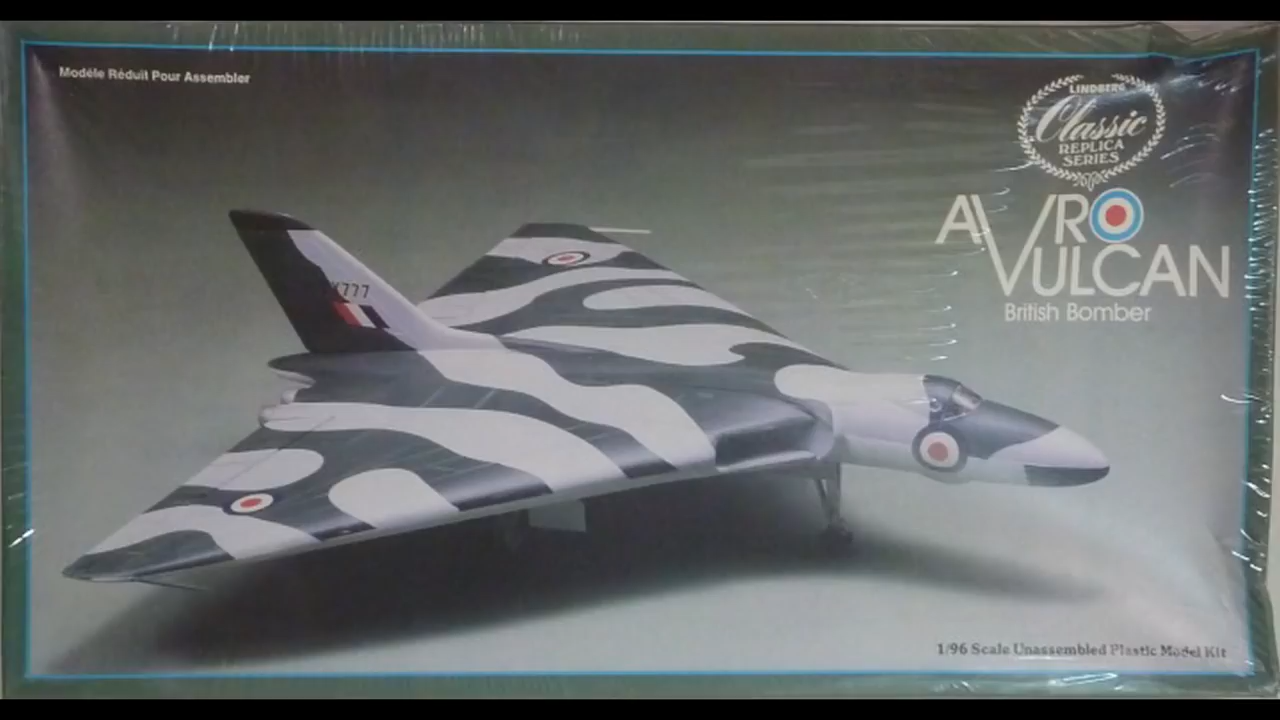 Modèle Réduit Pour Assembler
LINDBERG
Classic
REPLICA
SERIES
AVRO
VULCAN
British Bomber
777
1/96 Scale Unassembled Plastic Model Kit